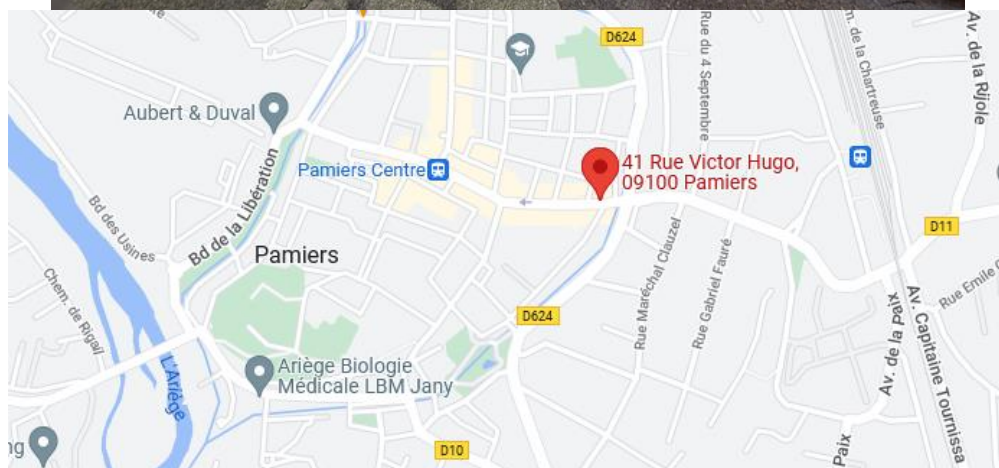 D624
Rue du 4 Septembre
m. de la Chartreuse
Av. de la Rijole
Aubert & Duval
Pamiers Centre
41 Rue Victor Hugo,
09100 Pamiers
Bd des Usines
Bd de la Libération
Pamiers
D11
Rue Maréchal Clauzel
Rue Gabriel Fauré
Rue Emile
Chem. de Rigail
D624
Av. de la Paix
Av. Capitaine Tournissa
L'Ariège
Ariège Biologie
Médicale LBM Jany
ng
D10
Paix